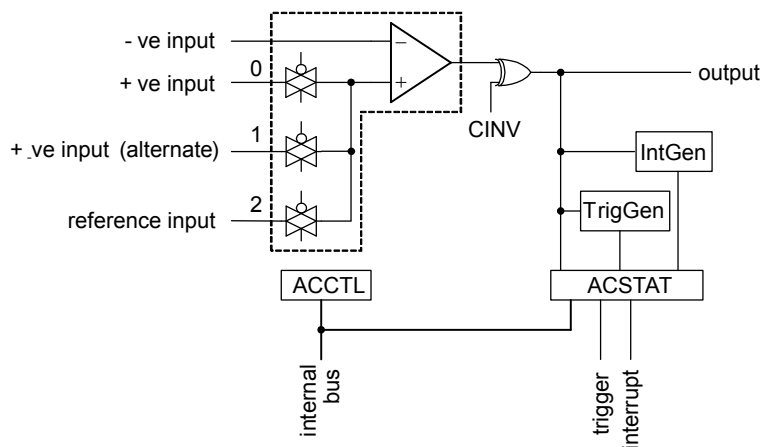 - ve input
0
+ ve input
1
+ ve input (alternate)
2
reference input
−
+
CINV
output
IntGen
TrigGen
ACCTL
ACSTAT
internal
bus
trigger
interrupt